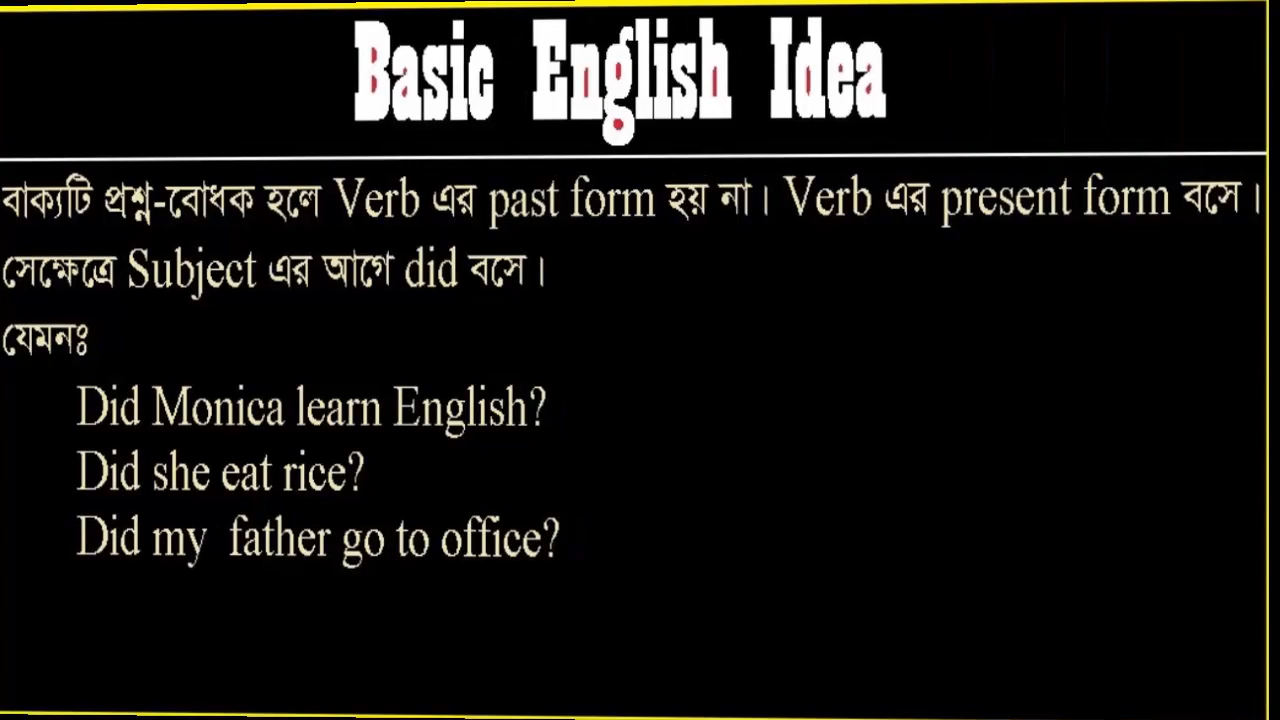 Basic English Idea
বাক্যটি প্রশ্ন-বোধক হলে Verb এর past form হয় না। Verb এর present form বসে।
সেক্ষেত্রে Subject এর আগে did বসে।
যেমনঃ
Did Monica learn English?
Did she eat rice?
Did my father go to office?